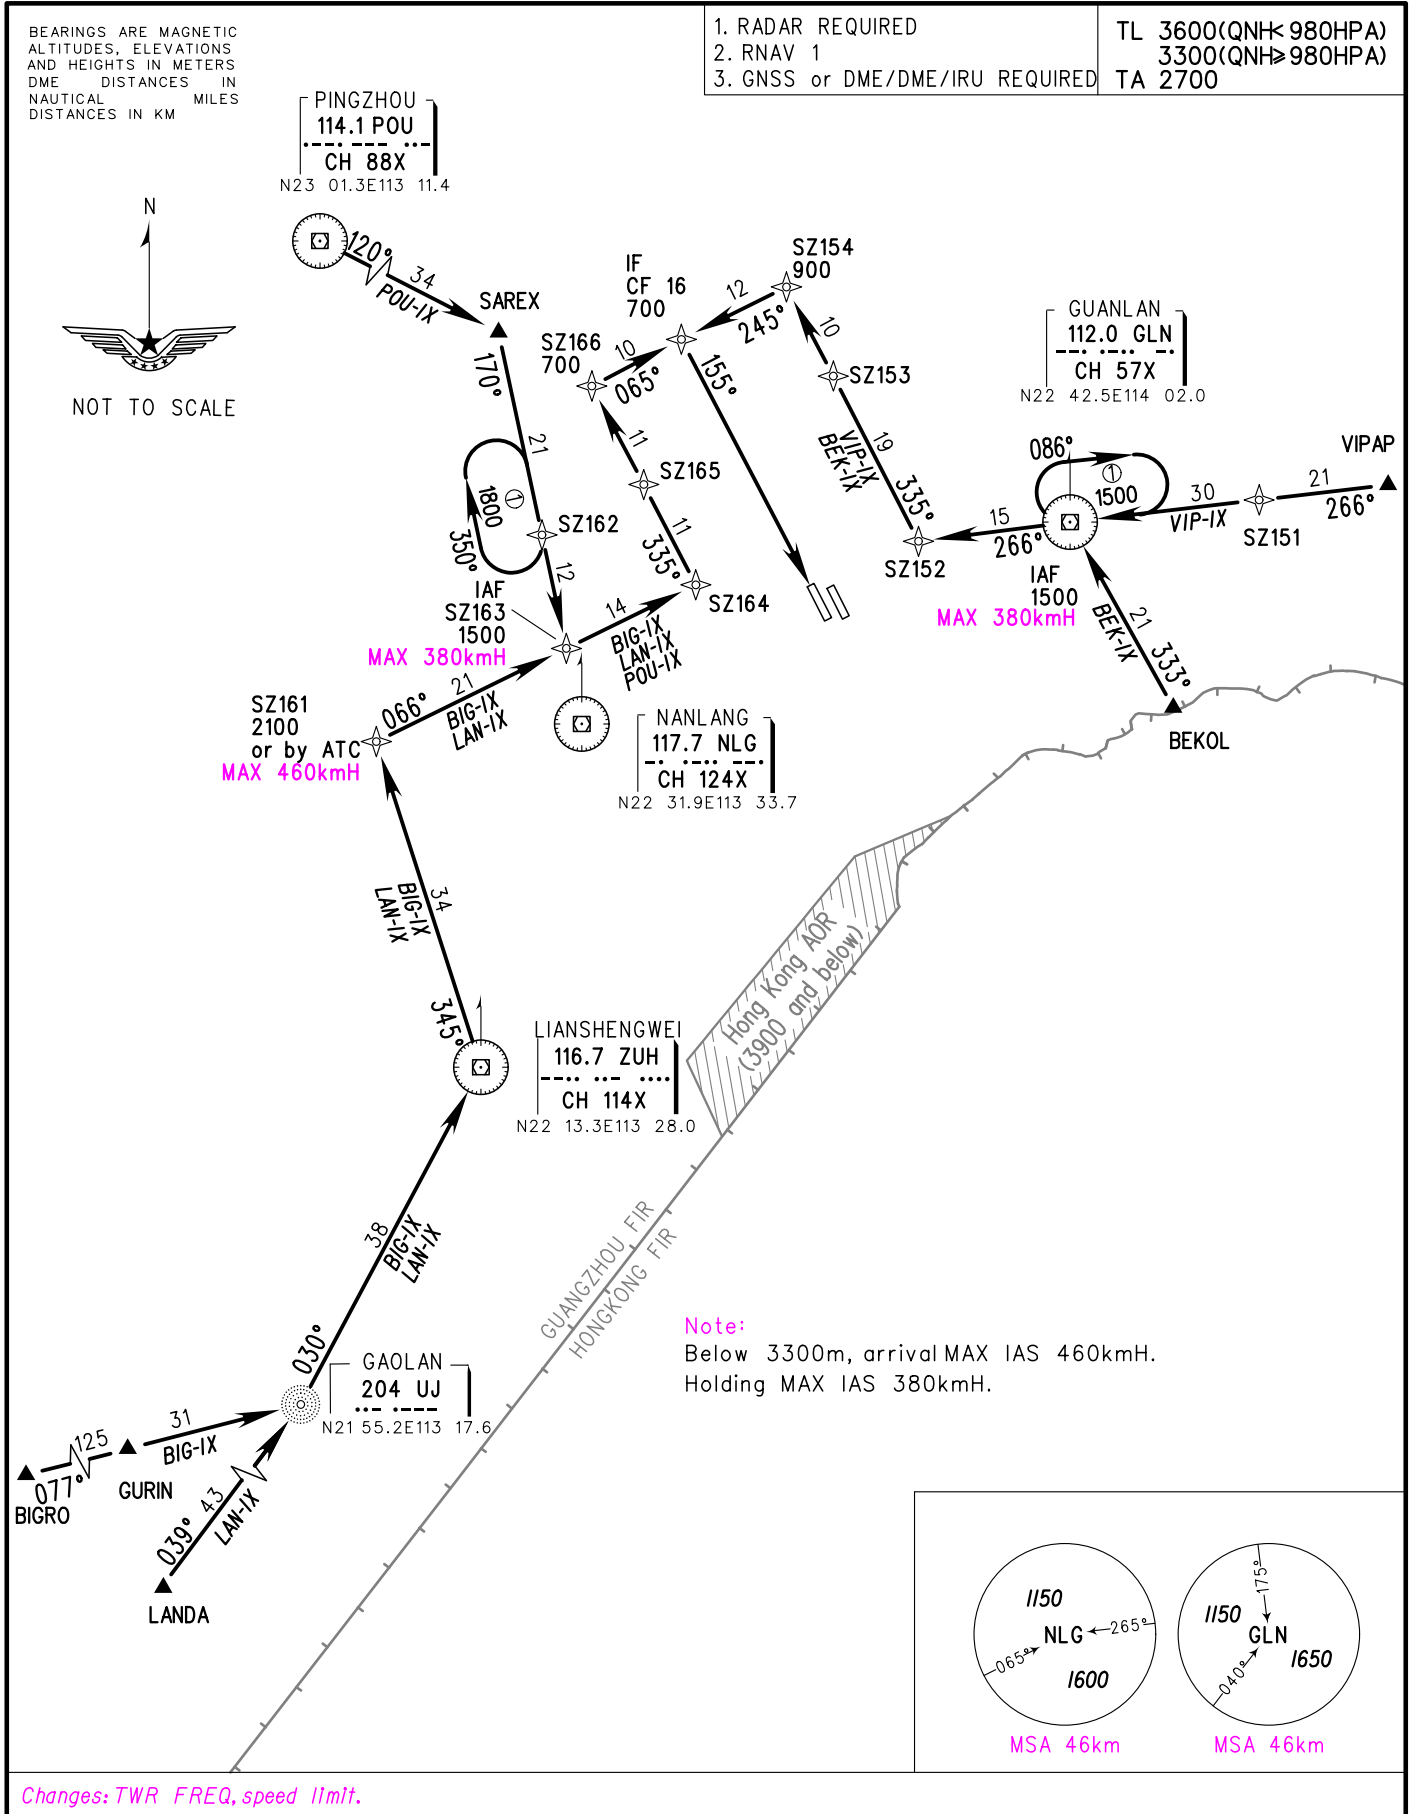 BEARINGS ARE MAGNETIC
ALTITUDES, ELEVATIONS
AND HEIGHTS IN METERS
DME DISTANCES IN
NAUTICAL MILES
DISTANCES IN KM
1. RADAR REQUIRED
2. RNAV 1
3. GNSS or DME/DME/IRU REQUIRED
TL 3600(QNH<980HPA)
3300(QNH≥980HPA)
TA 2700
PINGZHOU
114.1 POU
CH 88X
N23 01.3E113 11.4
N
NOT TO SCALE
120°
34
POU-IX
SAREX
170°
21
IF
CF 16
700
SZ166
700
10
065°
12
245°
SZ154
900
10
SZ153
155°
19
VIP-IX
BEK-IX
335°
SZ152
GUANLAN
112.0 GLN
CH 57X
N22 42.5E114 02.0
086°
1
1500
VIPAP
21
266°
30
VIP-IX
SZ151
15
266°
IAF
1500
MAX 380kmH
21
BEK-IX
333°
BEKOL
1
1800
350°
SZ162
12
11
SZ165
11
335°
SZ164
IAF
SZ163
1500
MAX 380kmH
14
BIG-IX
LAN-IX
POU-IX
SZ161
2100
or by ATC
MAX 460kmH
066°
21
BIG-IX
LAN-IX
NANLANG
117.7 NLG
CH 124X
N22 31.9E113 33.7
34
BIG-IX
LAN-IX
345°
Hong Kong AOR
(3900 and below)
LIANSHENGWEI
116.7 ZUH
CH 114X
N22 13.3E113 28.0
38
BIG-IX
LAN-IX
030°
GUANGZHOU FIR
HONGKONG FIR
Note:
Below 3300m, arrival MAX IAS 460kmH.
Holding MAX IAS 380kmH.
GAOLAN
204 UJ
N21 55.2E113 17.6
31
BIG-IX
125
077°
BIGRO
GURIN
43
039°
LAN-IX
LANDA
1150
NLG
265°
065°
1600
MSA 46km
175°
1150
GLN
1650
040°
MSA 46km
Changes: TWR FREQ, speed limit.